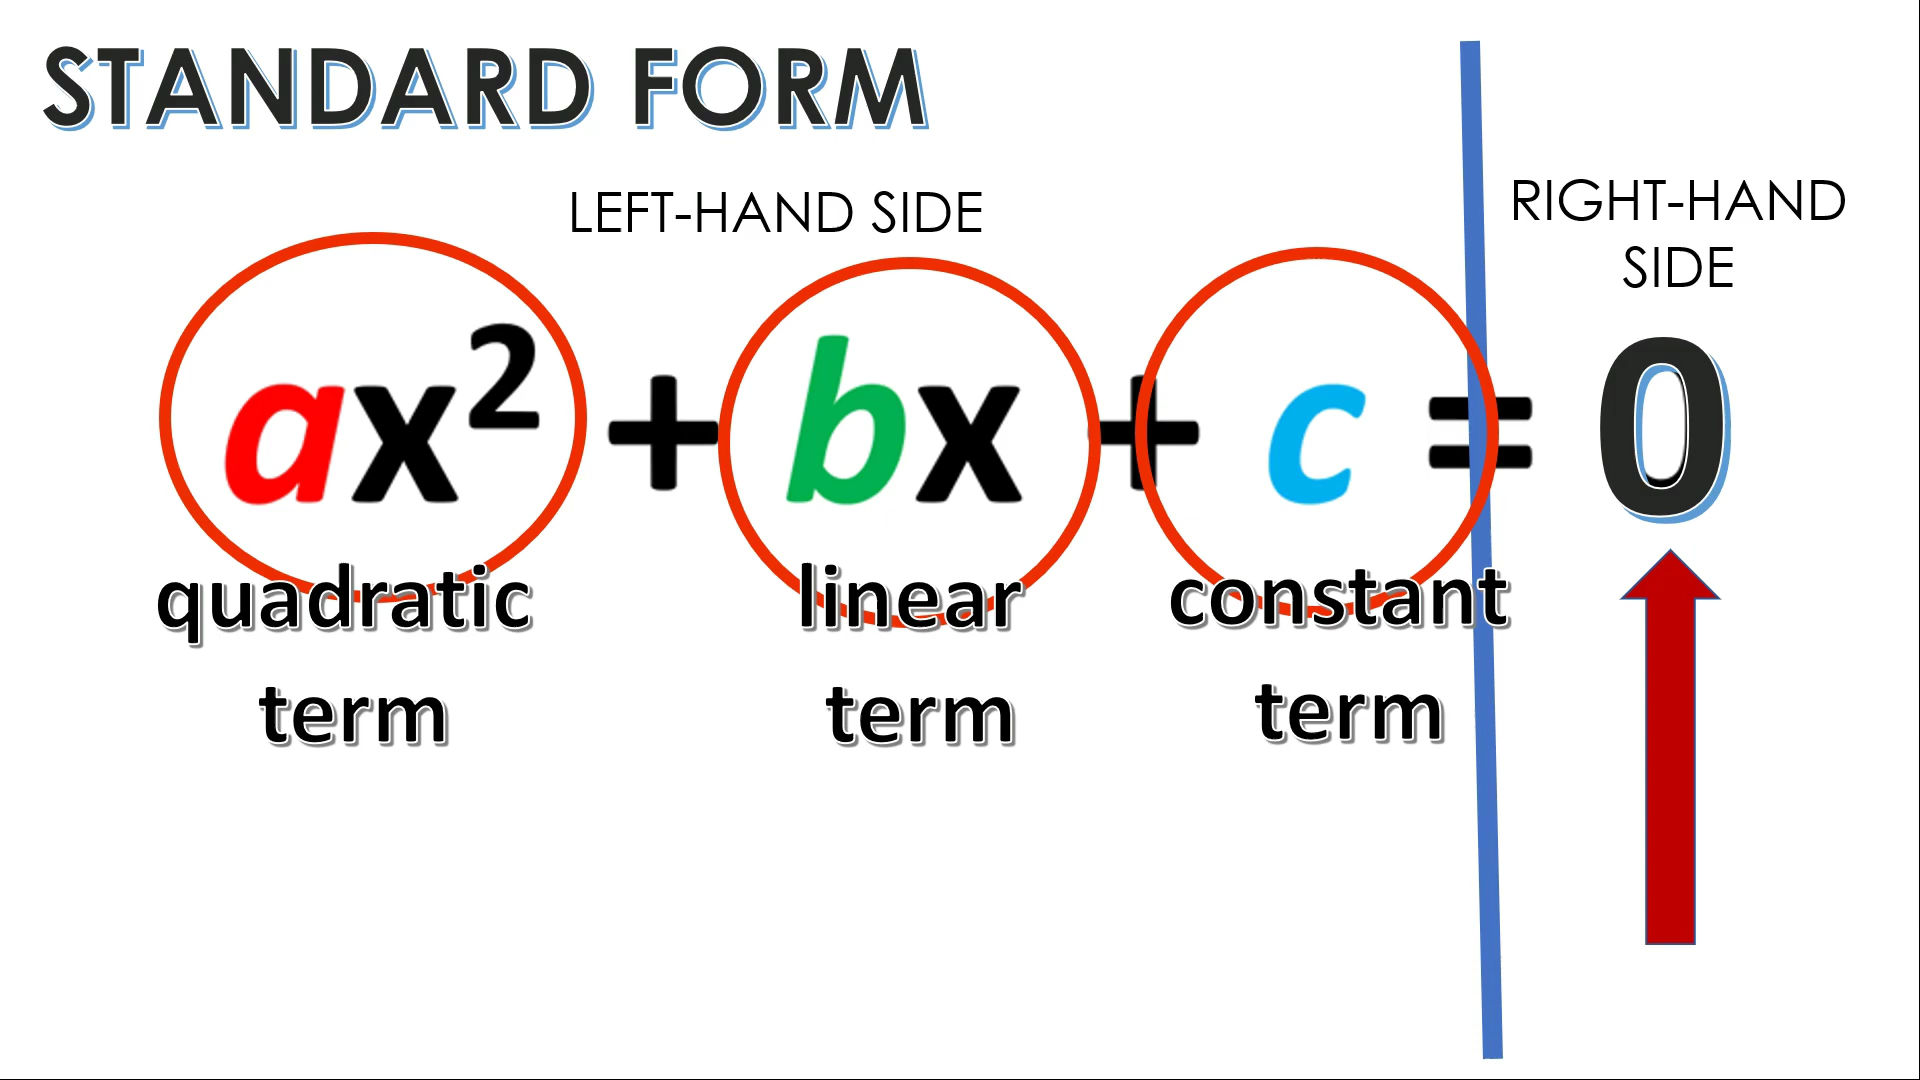 STANDARD FORM
LEFT-HAND SIDE
RIGHT-HAND
SIDE
ax² + bx + c = 0
quadratic
term
linear
term
constant
term